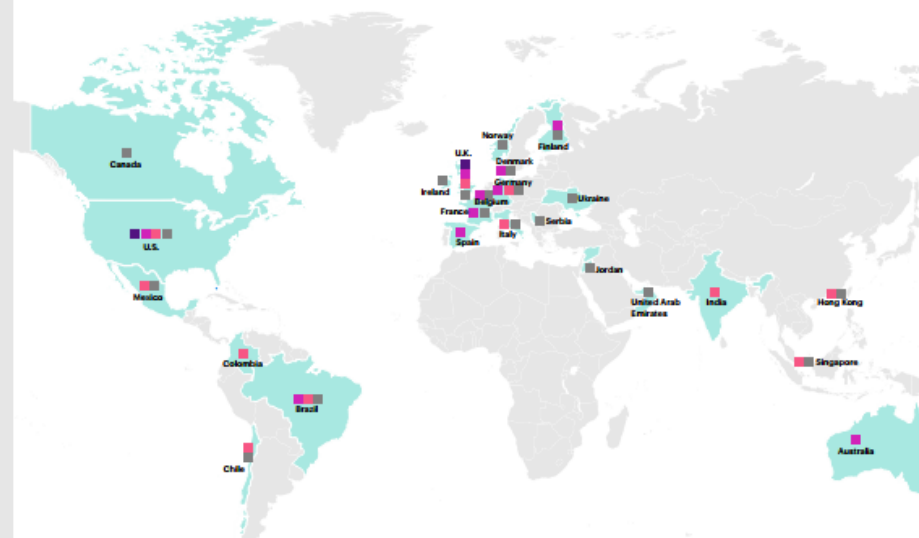 Norway
Finland
U.K.
Denmark
Canada
Germany
Ireland
Ukraine
Belgium
France
Serbia
U.S.
Italy
Spain
Jordan
Mexico
United Arab
Emirates
India
Hong Kong
Colombia
Singapore
Brazil
Australia
Chile